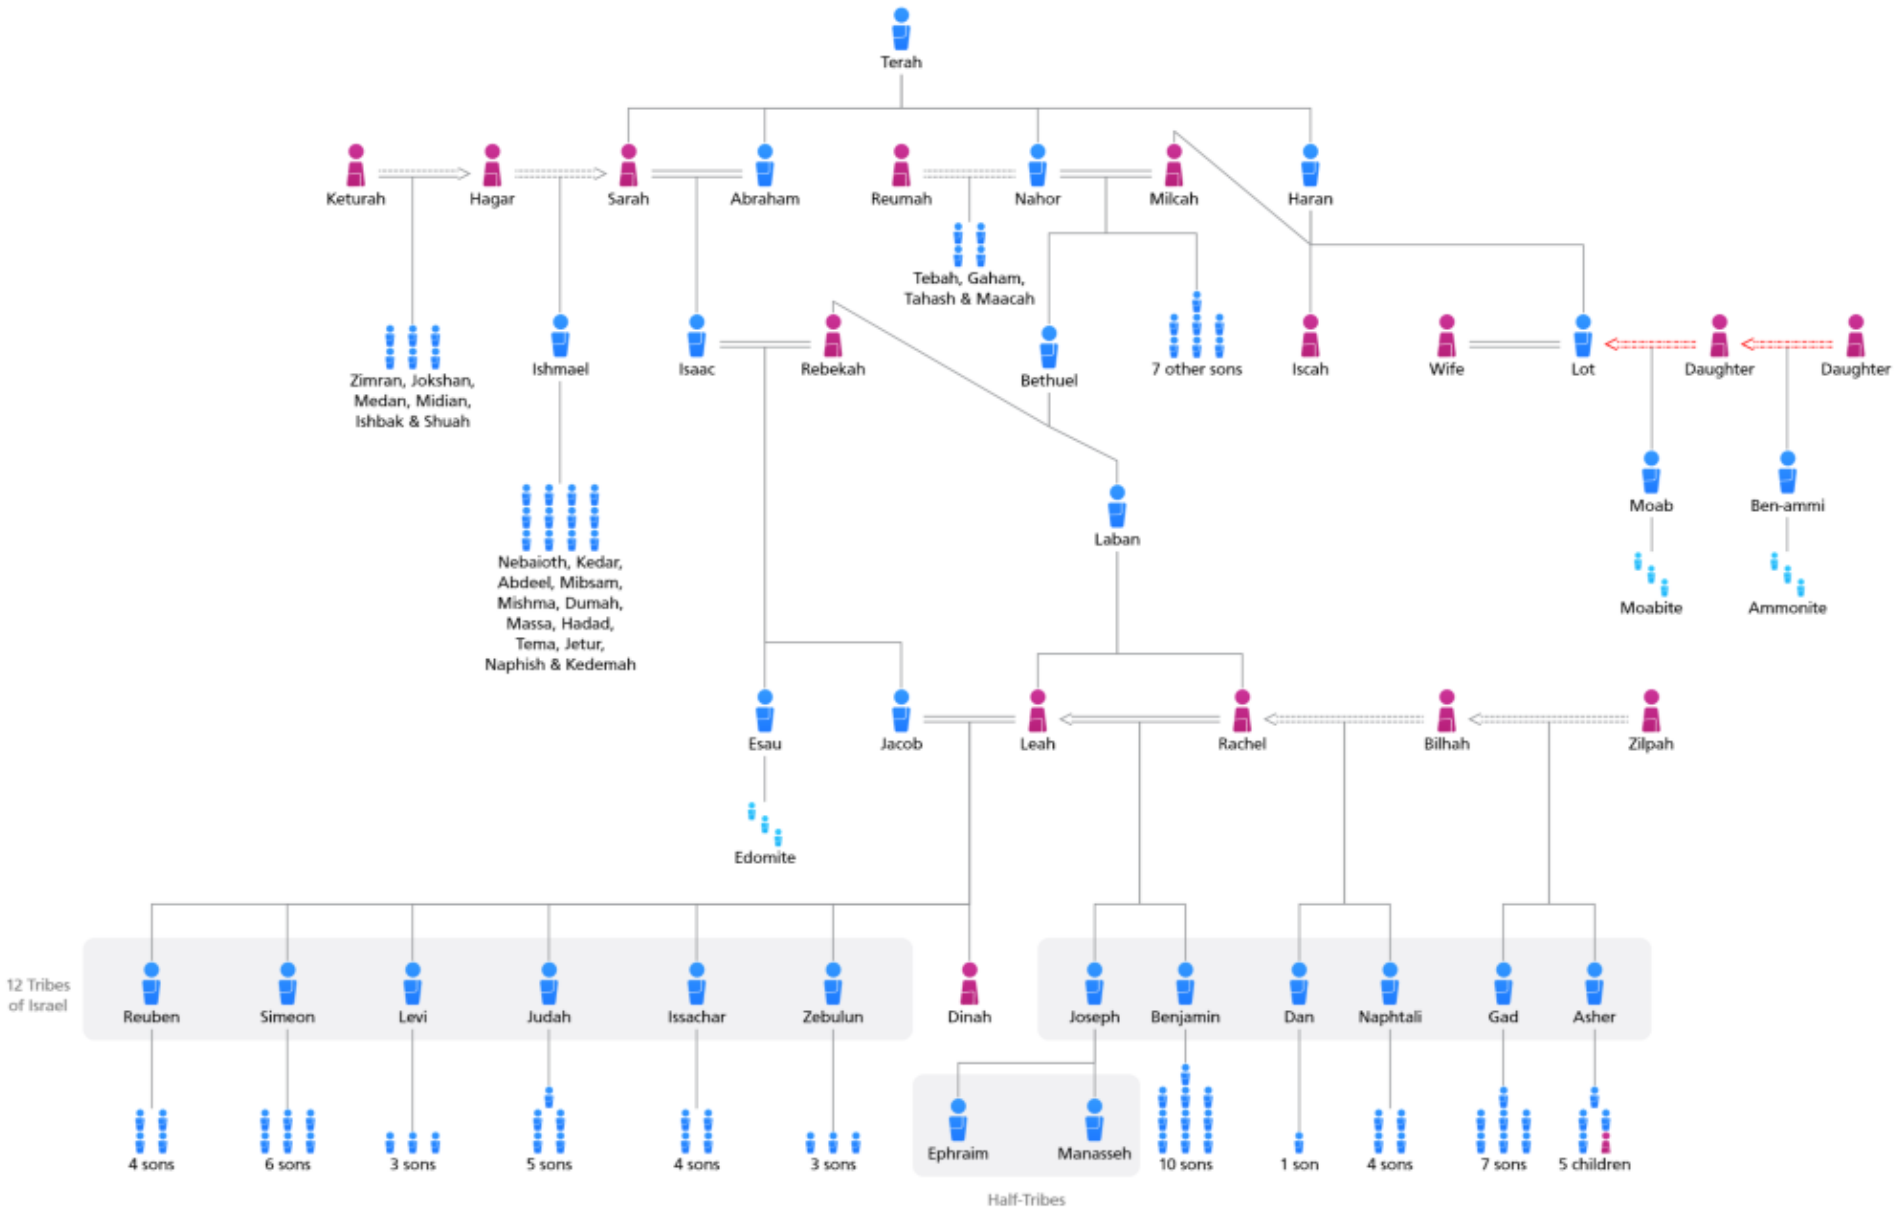 Terah
Keturah
Hagar
Sarah
Abraham
Reumah
Nahor
Milcah
Haran
Tebah, Gaham,
Tahash & Maacah
Zimran, Jokshan,
Medan, Midian,
Ishbak & Shuah
Ishmael
Isaac
Rebekah
Bethuel
7 other sons
Iscah
Wife
Lot
Daughter
Daughter
Nebaioth, Kedar,
Abdeel, Mibsam,
Mishma, Dumah,
Massa, Hadad,
Tema, Jetur,
Naphish & Kedemah
Laban
Moab
Ben-ammi
Moabite
Ammonite
Esau
Jacob
Leah
Rachel
Bilhah
Zilpah
Edomite
12 Tribes
of Israel
Reuben
Simeon
Levi
Judah
Issachar
Zebulun
Dinah
Joseph
Benjamin
Dan
Naphtali
Gad
Asher
4 sons
6 sons
3 sons
5 sons
4 sons
3 sons
Ephraim
Manasseh
10 sons
1 son
4 sons
7 sons
5 children
Half-Tribes